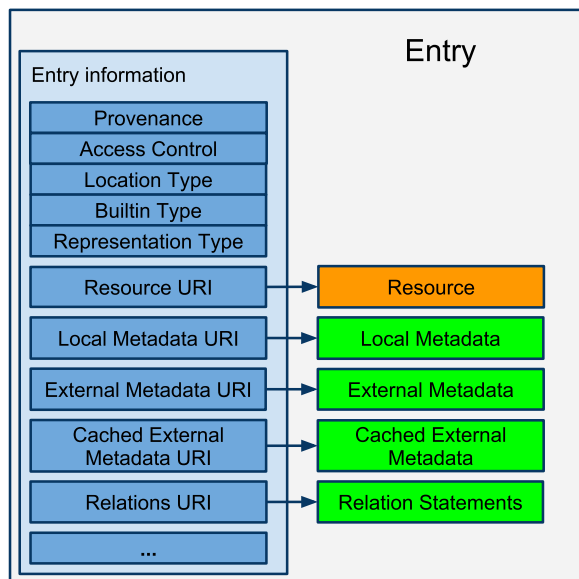 Entry
Entry information
Provenance
Access Control
Location Type
Builtin Type
Representation Type
Resource URI
Resource
Local Metadata URI
Local Metadata
External Metadata URI
External Metadata
Cached External
Metadata URI
Cached External
Metadata
Relations URI
Relation Statements
...